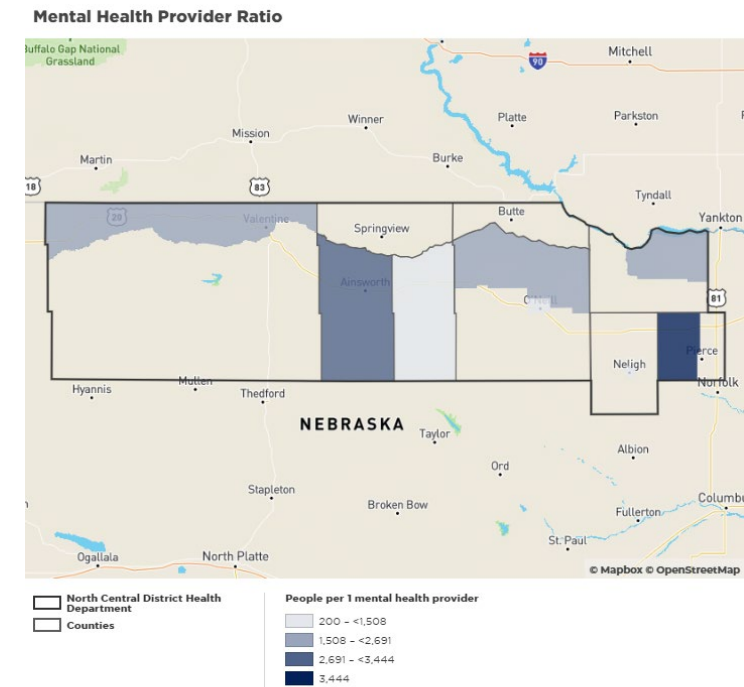 Mental Health Provider Ratio
Buffalo Gap National
Grassland
Mitchell
90
Winner
Platte
Parkston
Mission
Burke
Martin
18
83
Tyndall
20
Valentine
Butte
Yankton
Springview
Ainsworth
O'Neill
81
Neligh
Pierce
Hyannis
Mullen
Thedford
Norfolk
NEBRASKA
Taylor
Albion
Ord
Stapleton
Broken Bow
Columbu
Fullerton
St. Paul
Ogallala
North Platte
© Mapbox © OpenStreetMap
North Central District Health
Department
Counties
People per 1 mental health provider
200 – <1,508
1,508 – <2,691
2,691 – <3,444
3,444